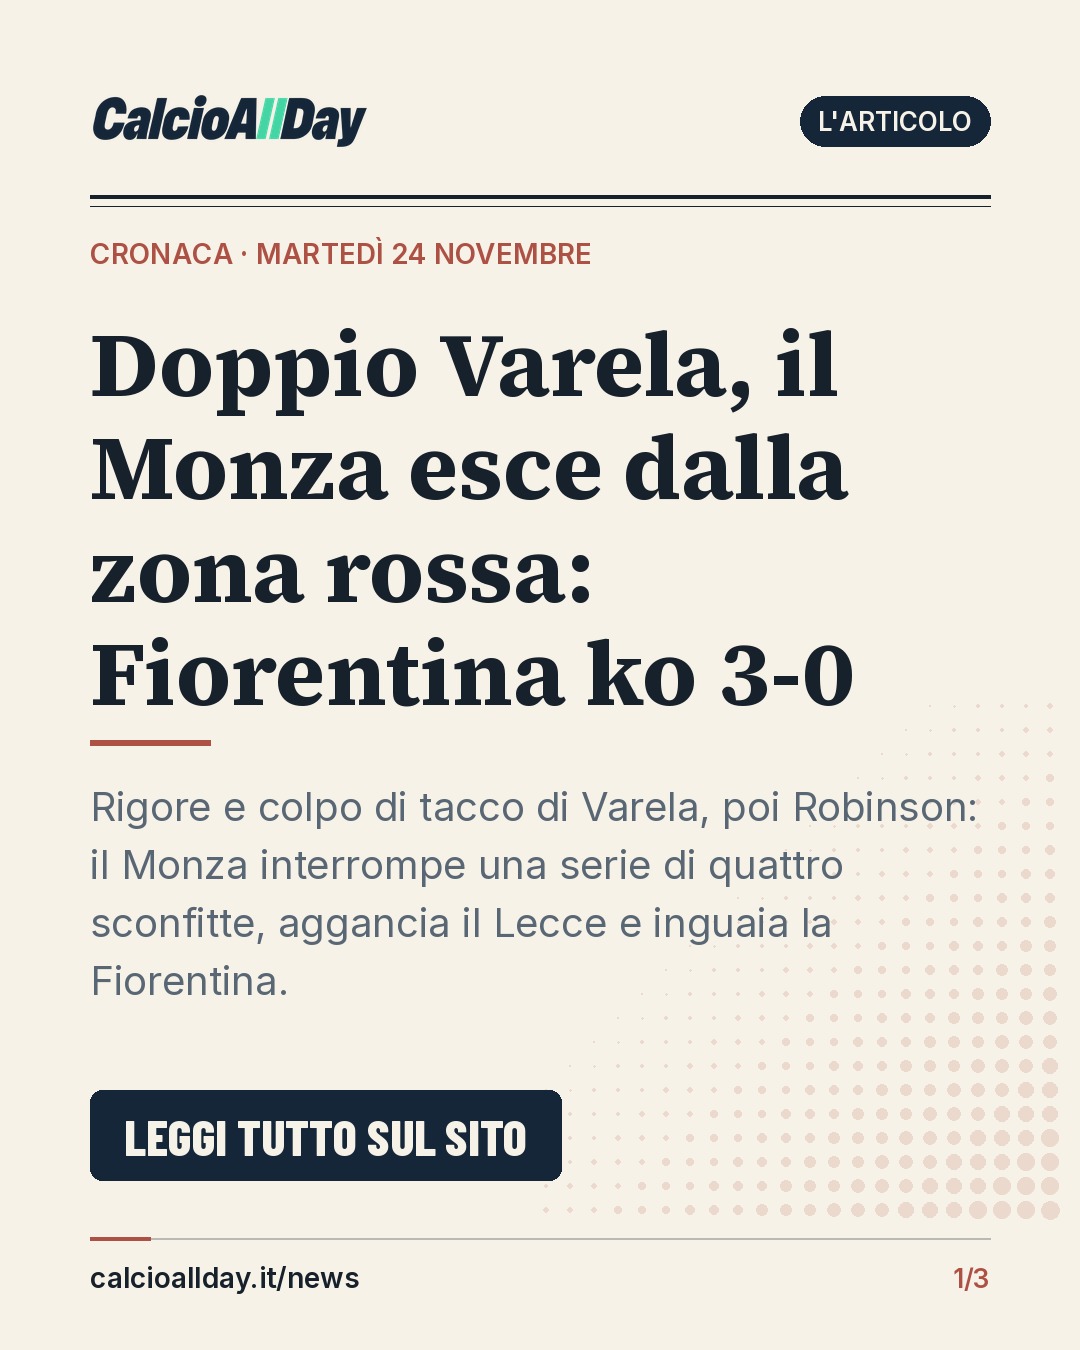 CalcioAllDay
L'ARTICOLO
CRONACA · MARTEDÌ 24 NOVEMBRE
Doppio Varela, il
Monza esce dalla
zona rossa:
Fiorentina ko 3-0
Rigore e colpo di tacco di Varela, poi Robinson:
il Monza interrompe una serie di quattro
sconfitte, aggancia il Lecce e inguaia la
Fiorentina.
LEGGI TUTTO SUL SITO
calcioallday.it/news
1/3